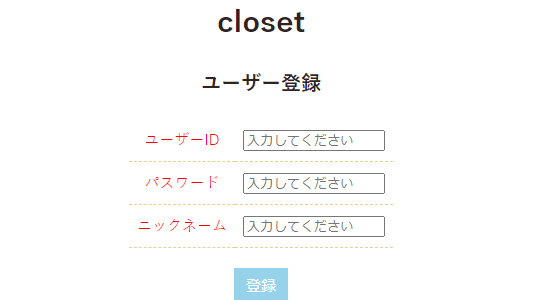 closet
ユーザー登録
ユーザーID 入力してください
パスワード 入力してください
ニックネーム 入力してください
登録